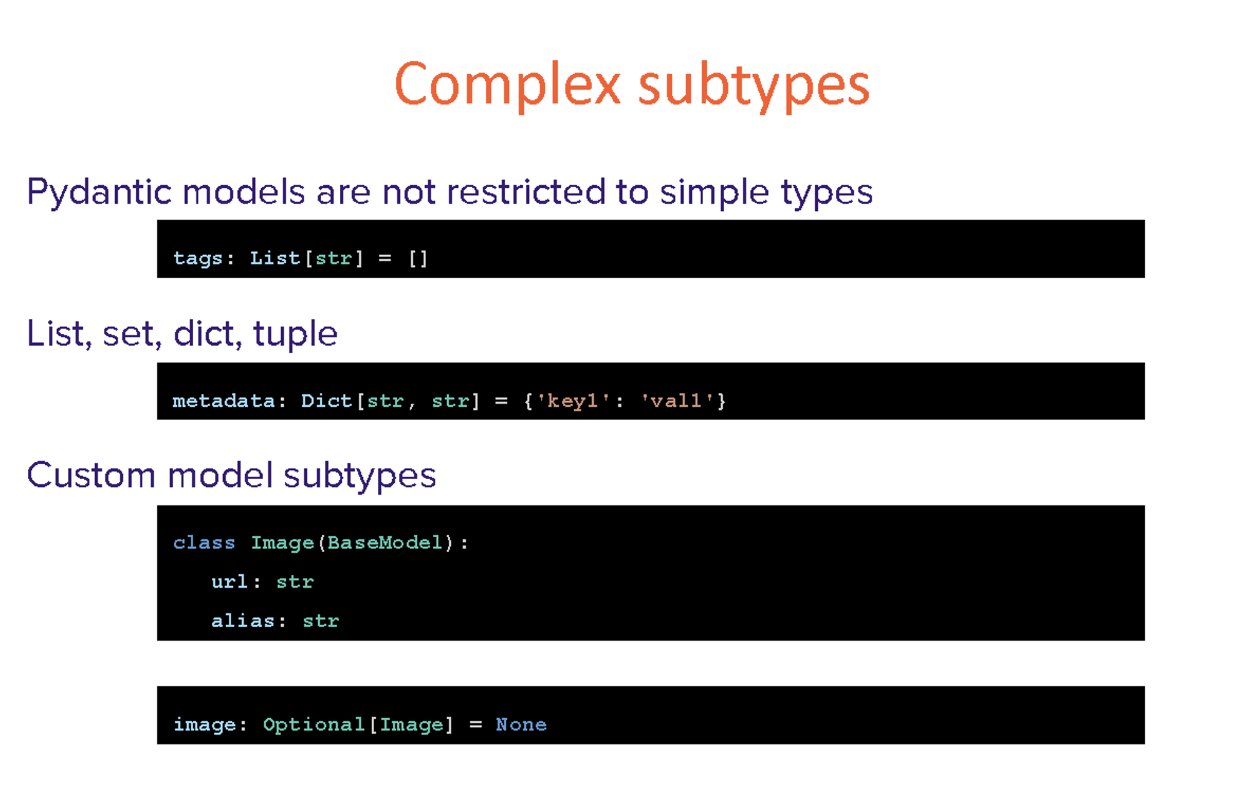 Complex subtypes
Pydantic models are not restricted to simple types
tags: List[str] = []
List, set, dict, tuple
metadata: Dict[str, str] = {'key1': 'val1'}
Custom model subtypes
class Image(BaseModel):
   url: str
   alias: str
image: Optional[Image] = None